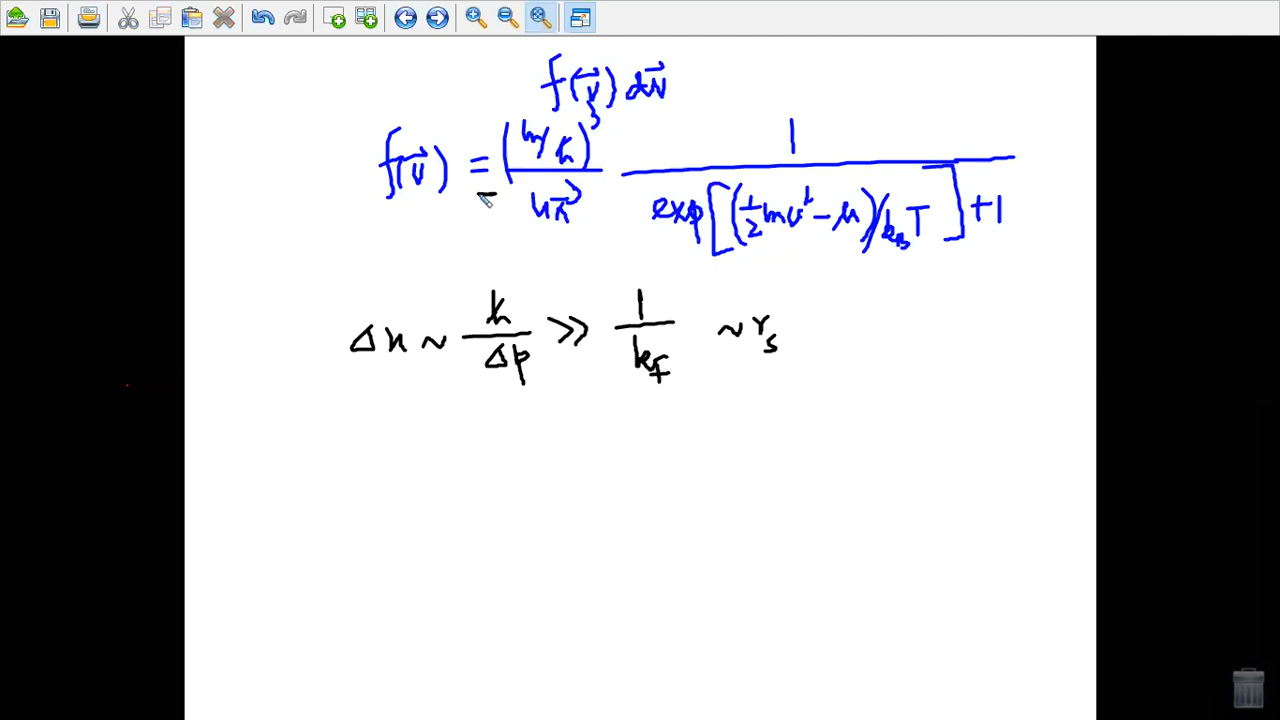 f(v⃗) dv⃗
f(v⃗) = (m/ħ)³ / 4π³ 1 / exp[(½mv² − μ)/k_BT] + 1
Δx ~ ħ/Δp >> 1/k_F ~ r_s